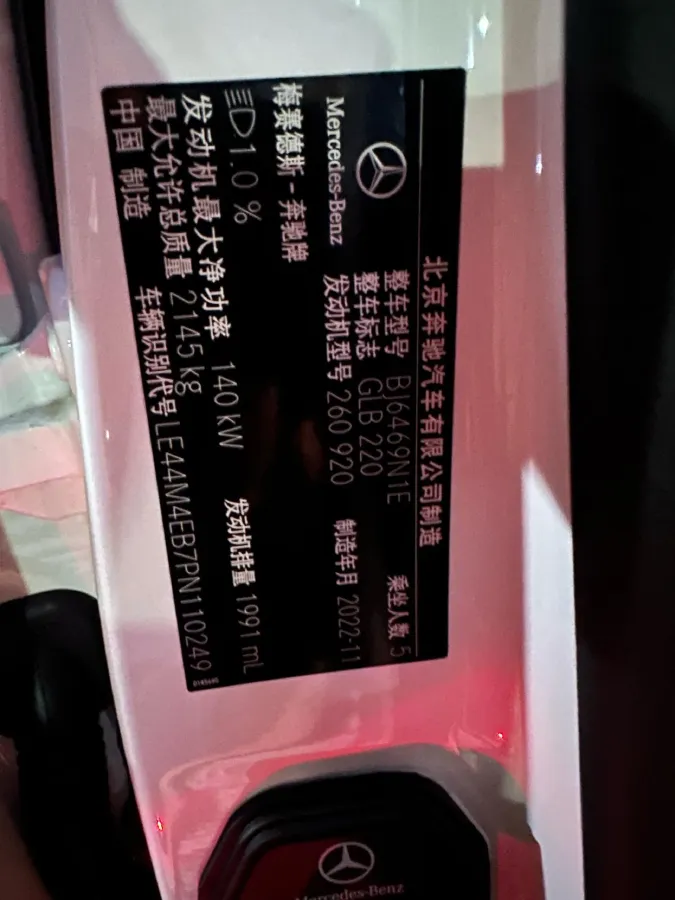 北京奔驰汽车有限公司制造
Mercedes-Benz
整车型号 BJ6469N1E 乘坐人数 5
整车标志 GLB 220
发动机型号 260 920 制造年月 2022-11
梅赛德斯-奔驰牌
1.0 %
发动机最大净功率 140 kW 发动机排量 1991 mL
最大允许总质量 2145 kg
中国 制造 车辆识别代号 LE44M4EB7PN110249
Mercedes-Benz